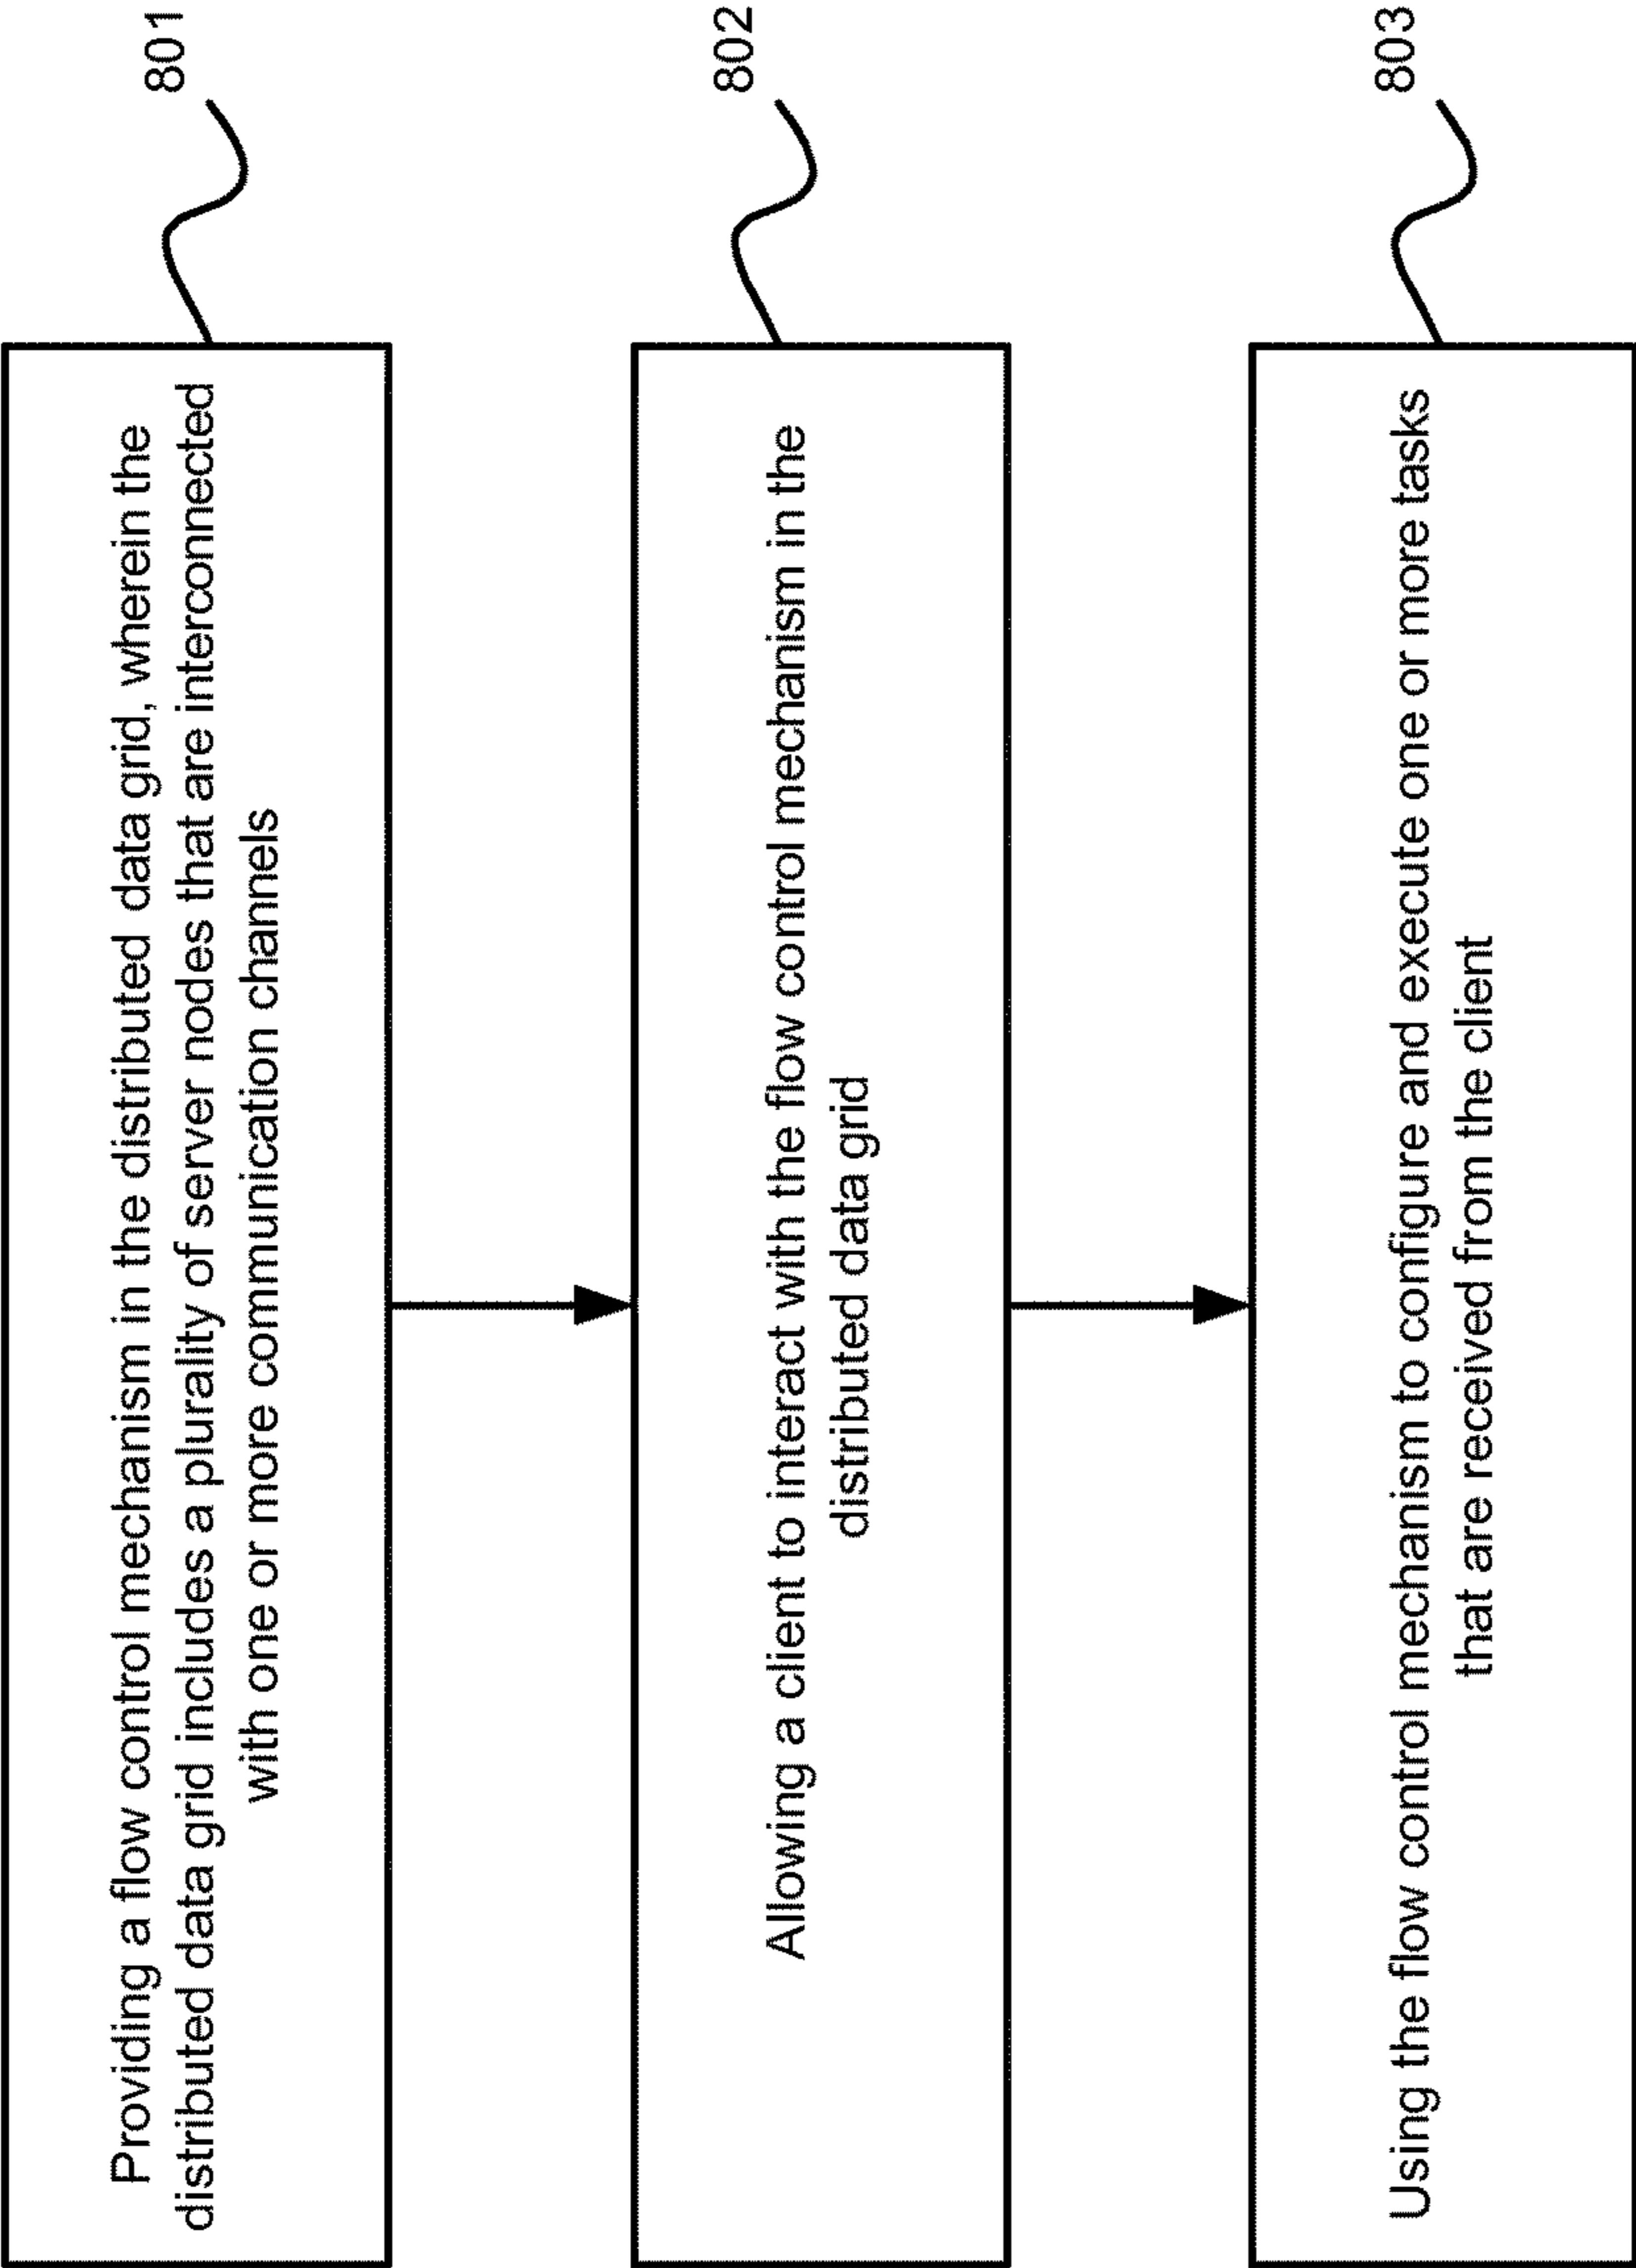 Providing a flow control mechanism in the distributed data grid, wherein the
distributed data grid includes a plurality of server nodes that are interconnected
with one or more communication channels
801
Allowing a client to interact with the flow control mechanism in the
distributed data grid
802
Using the flow control mechanism to configure and execute one or more tasks
that are received from the client
803